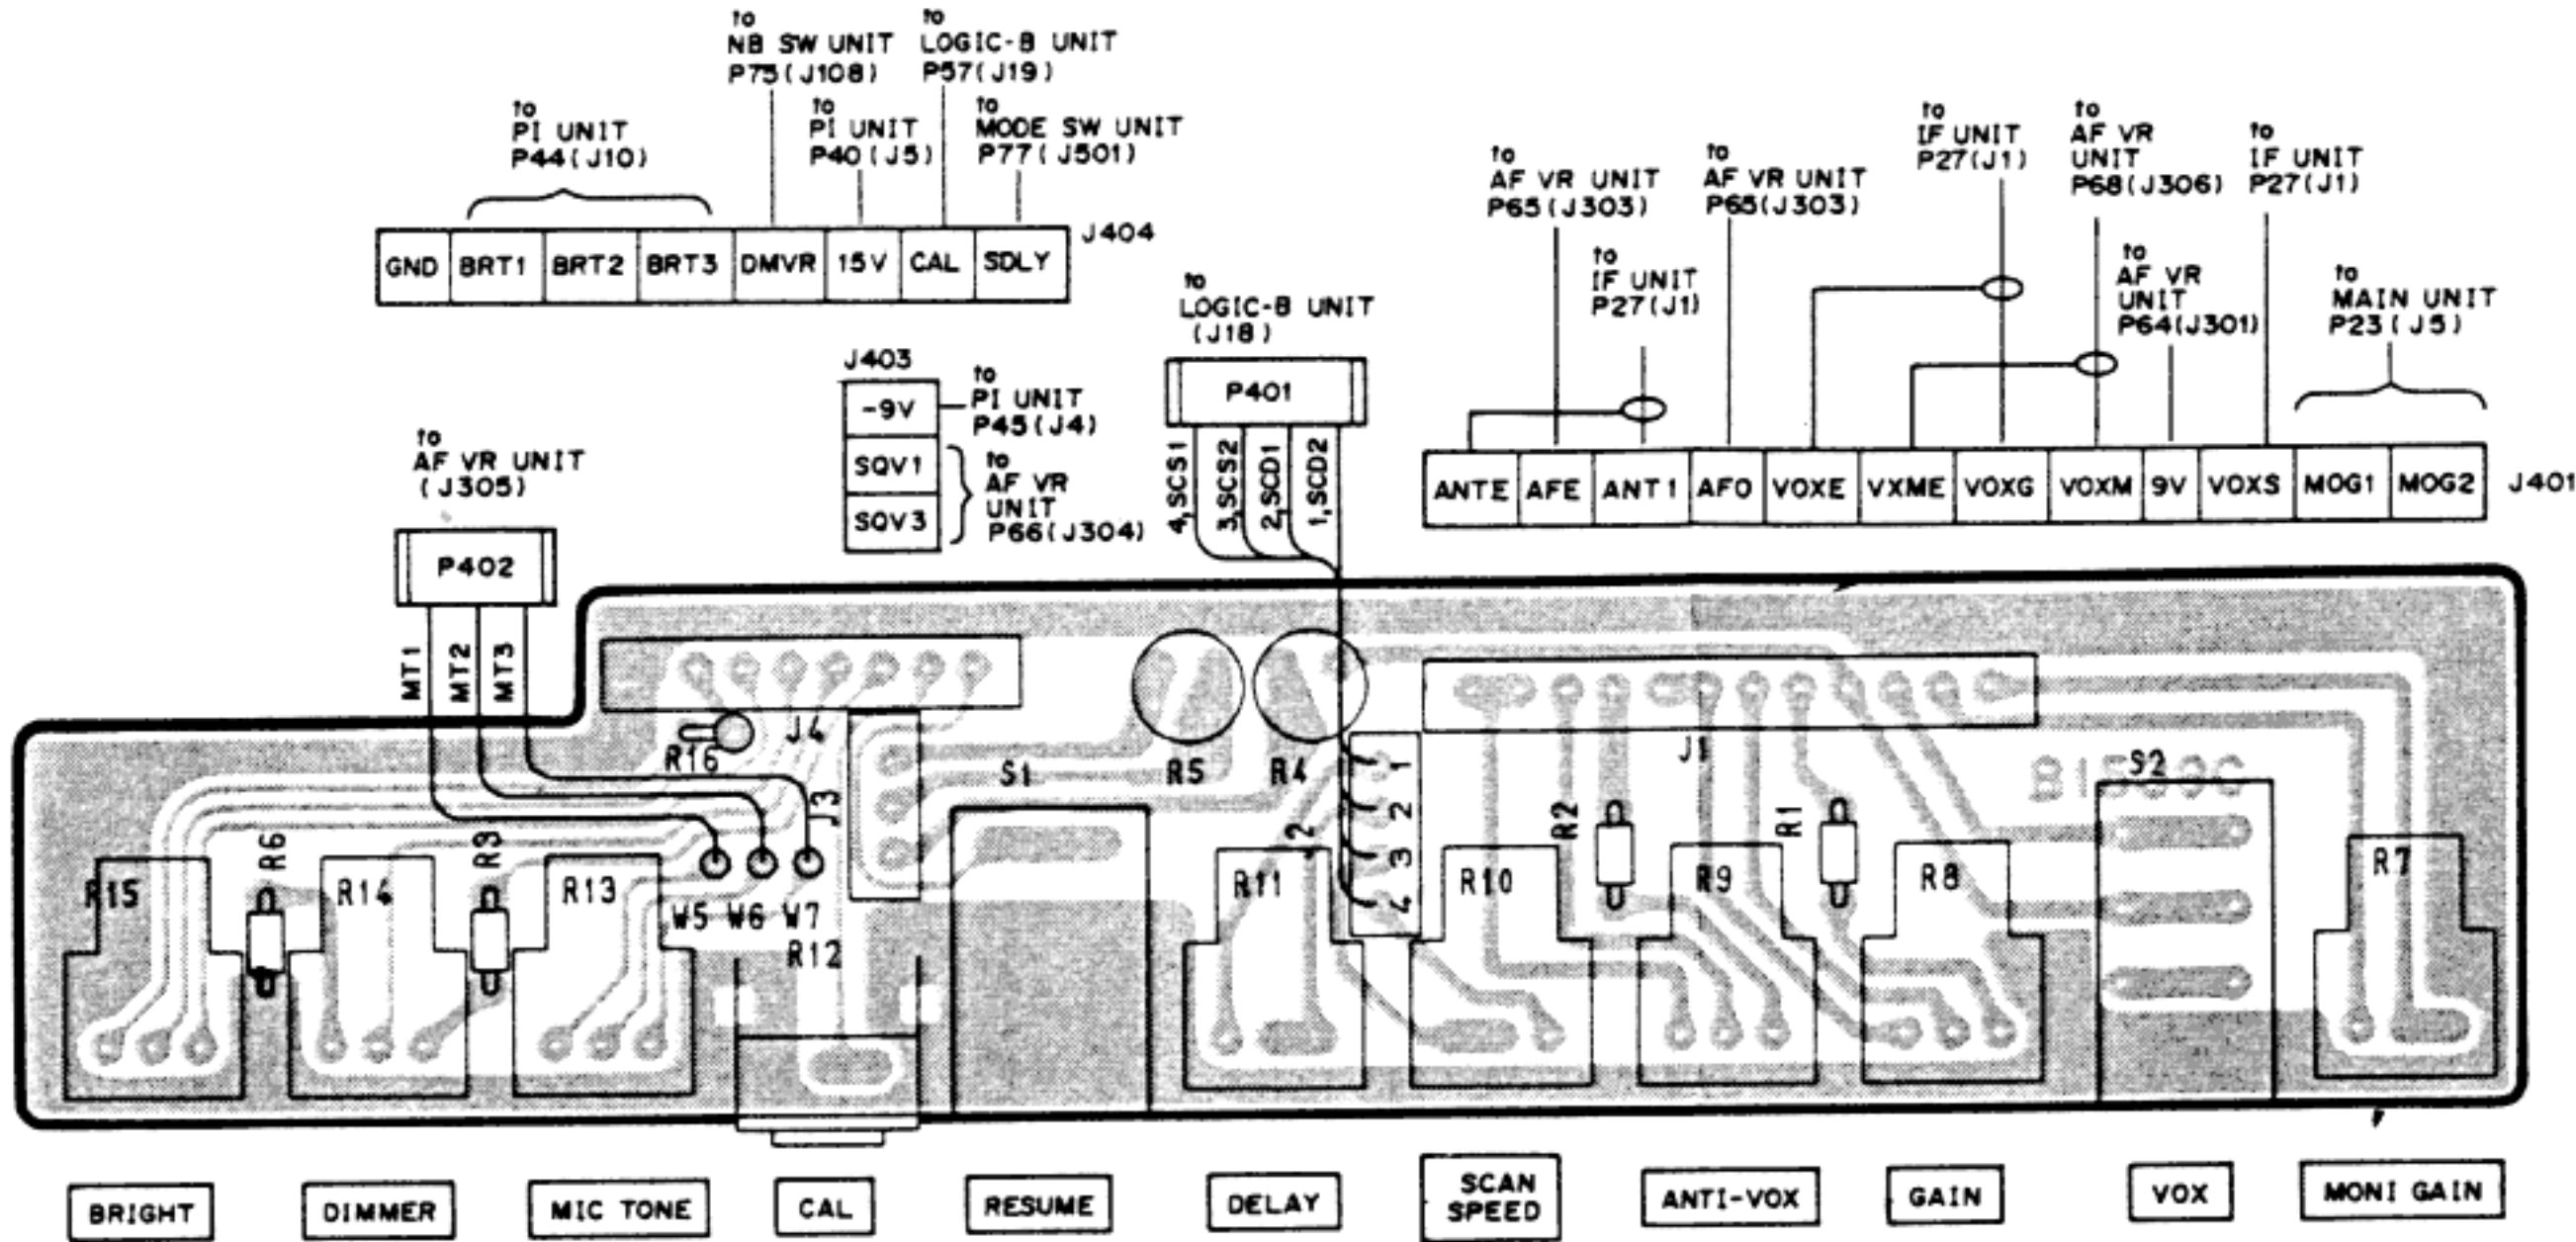 to
NB SW UNIT
P75(J108)
to
LOGIC-B UNIT
P57(J19)
to
PI UNIT
P44(J10)
to
PI UNIT
P40(J5)
to
MODE SW UNIT
P77(J501)
GND BRT1 BRT2 BRT3 DMVR 15V CAL SDLY
J404
to
AF VR UNIT
P65(J303)
to
IF UNIT
P27(J1)
to
AF VR UNIT
P65(J303)
to
IF UNIT
P27(J1)
to
AF VR
UNIT
P68(J306)
to
AF VR
UNIT
P64(J301)
to
IF UNIT
P27(J1)
to
MAIN UNIT
P23(J5)
ANTE AFE ANT1 AFO VOXE VXME VOXG VOXM 9V VOXS MOG1 MOG2
J401
J403
-9V
SQV1
SQV3
to
PI UNIT
P45(J4)
to
AF VR
UNIT
P66(J304)
to
LOGIC-B UNIT
(J18)
P401
4,SCS1
3,SCS2
2,SCD1
1,SCD2
to
AF VR UNIT
(J305)
P402
MT1
MT2
MT3
R16
J4
S1
R5
R4
1
2
3
4
J2
J3
S2
R15
R6
R14
R3
R13
W5 W6 W7
R12
R11
R10
R2
R9
R1
R8
R7
BRIGHT
DIMMER
MIC TONE
CAL
RESUME
DELAY
SCAN
SPEED
ANTI-VOX
GAIN
VOX
MONI GAIN